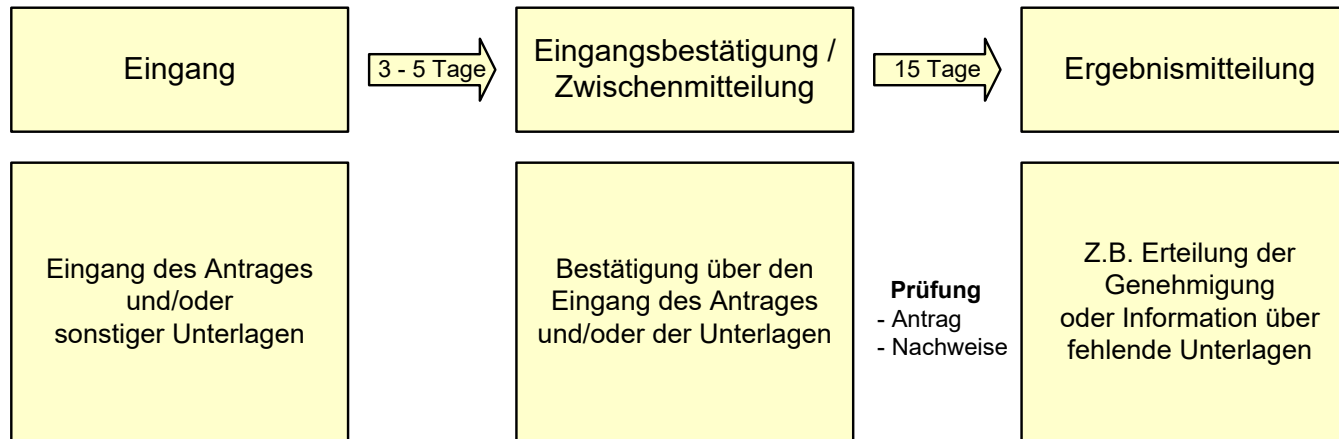 Eingang
3 - 5 Tage
Eingangsbestätigung /
Zwischenmitteilung
15 Tage
Ergebnismitteilung
Eingang des Antrages
und/oder
sonstiger Unterlagen
Bestätigung über den
Eingang des Antrages
und/oder der Unterlagen
Prüfung
- Antrag
- Nachweise
Z.B. Erteilung der
Genehmigung
oder Information über
fehlende Unterlagen